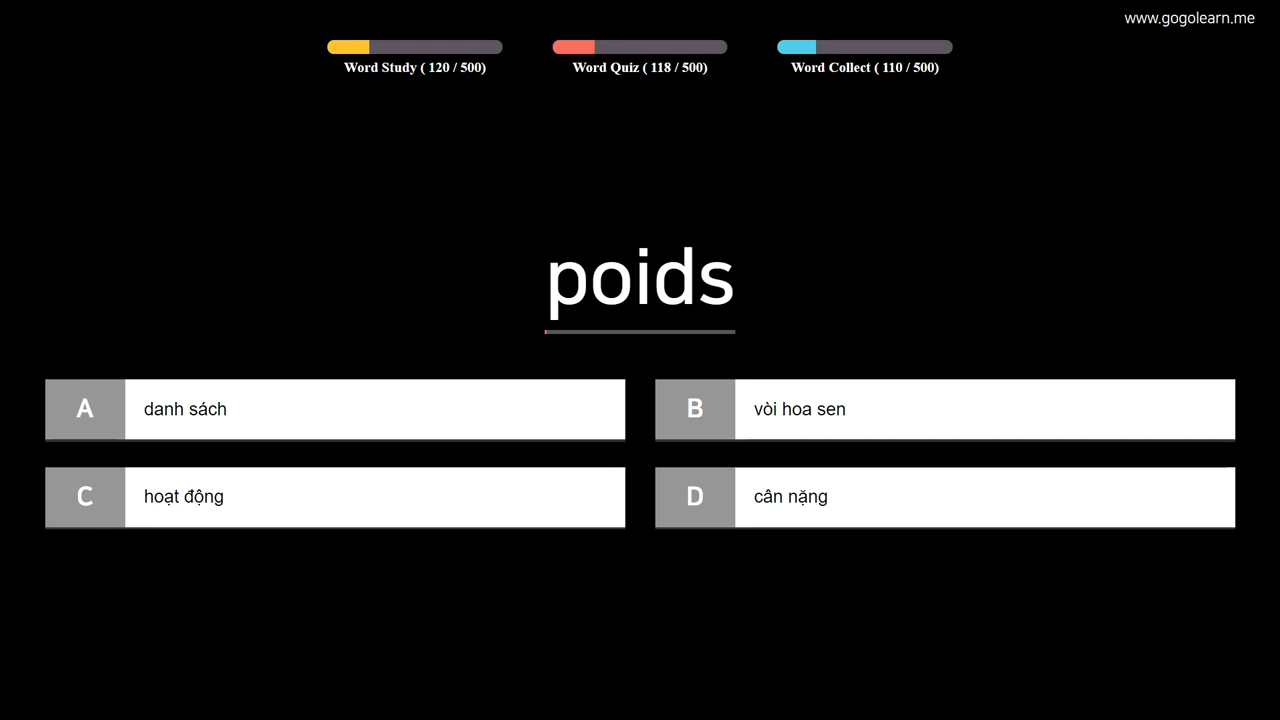 www.gogolearn.me
Word Study ( 120 / 500)
Word Quiz ( 118 / 500)
Word Collect ( 110 / 500)
poids
A danh sách
B vòi hoa sen
C hoạt động
D cân nặng